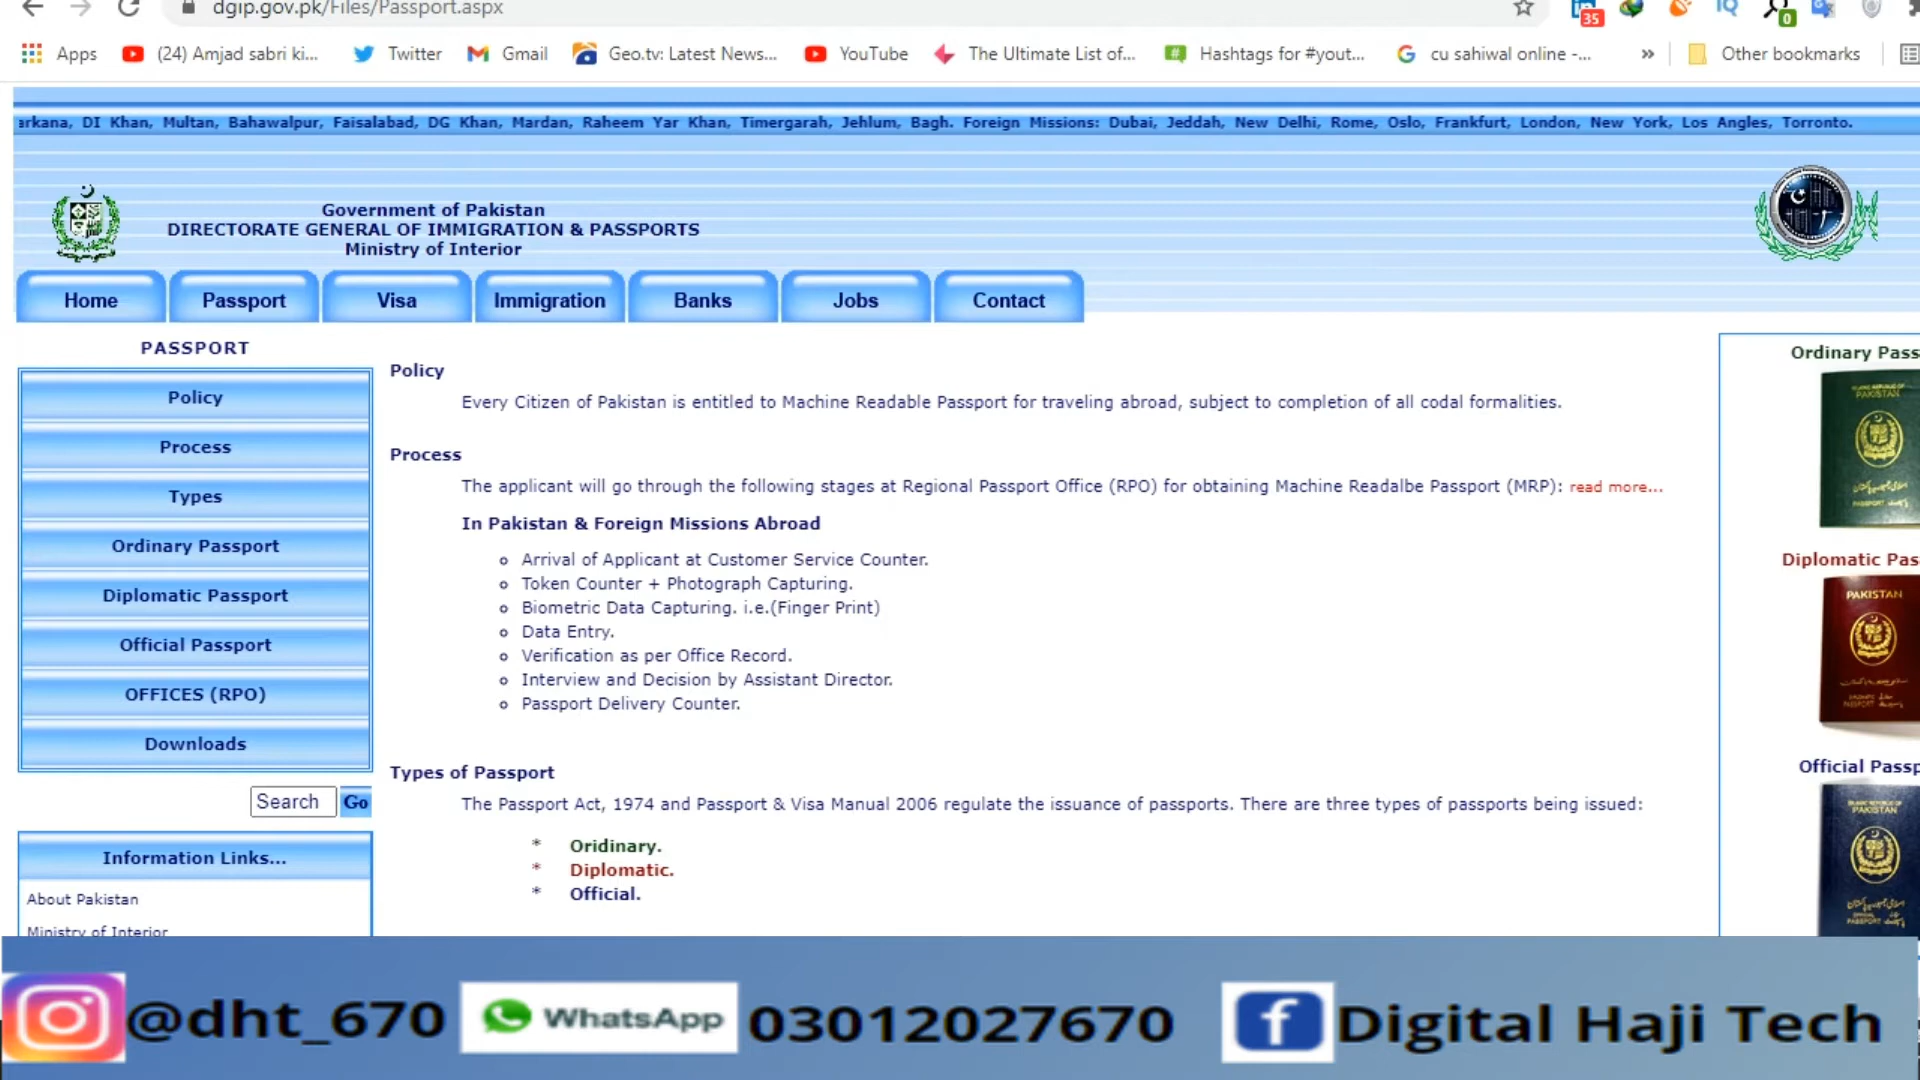 dgip.gov.pk/Files/Passport.aspx
35
0
Apps
(24) Amjad sabri ki...
Twitter
Gmail
Geo.tv: Latest News...
YouTube
The Ultimate List of...
Hashtags for #yout...
cu sahiwal online -...
»
Other bookmarks
arkana, DI Khan, Multan, Bahawalpur, Faisalabad, DG Khan, Mardan, Raheem Yar Khan, Timergarah, Jehlum, Bagh. Foreign Missions: Dubai, Jeddah, New Delhi, Rome, Oslo, Frankfurt, London, New York, Los Angles, Torronto.
Government of Pakistan
DIRECTORATE GENERAL OF IMMIGRATION & PASSPORTS
Ministry of Interior
Home
Passport
Visa
Immigration
Banks
Jobs
Contact
PASSPORT
Policy
Process
Types
Ordinary Passport
Diplomatic Passport
Official Passport
OFFICES (RPO)
Downloads
Search
Go
Information Links...
About Pakistan
Ministry of Interior
Policy
Every Citizen of Pakistan is entitled to Machine Readable Passport for traveling abroad, subject to completion of all codal formalities.
Process
The applicant will go through the following stages at Regional Passport Office (RPO) for obtaining Machine Readalbe Passport (MRP): read more...
In Pakistan & Foreign Missions Abroad
Arrival of Applicant at Customer Service Counter.
Token Counter + Photograph Capturing.
Biometric Data Capturing. i.e.(Finger Print)
Data Entry.
Verification as per Office Record.
Interview and Decision by Assistant Director.
Passport Delivery Counter.
Types of Passport
The Passport Act, 1974 and Passport & Visa Manual 2006 regulate the issuance of passports. There are three types of passports being issued:
* Oridinary.
* Diplomatic.
* Official.
Ordinary Pass
PAKISTAN
PASSPORT
Diplomatic Pas
PAKISTAN
PASSPORT
Official Passp
PAKISTAN
PASSPORT
@dht_670
WhatsApp
03012027670
f
Digital Haji Tech